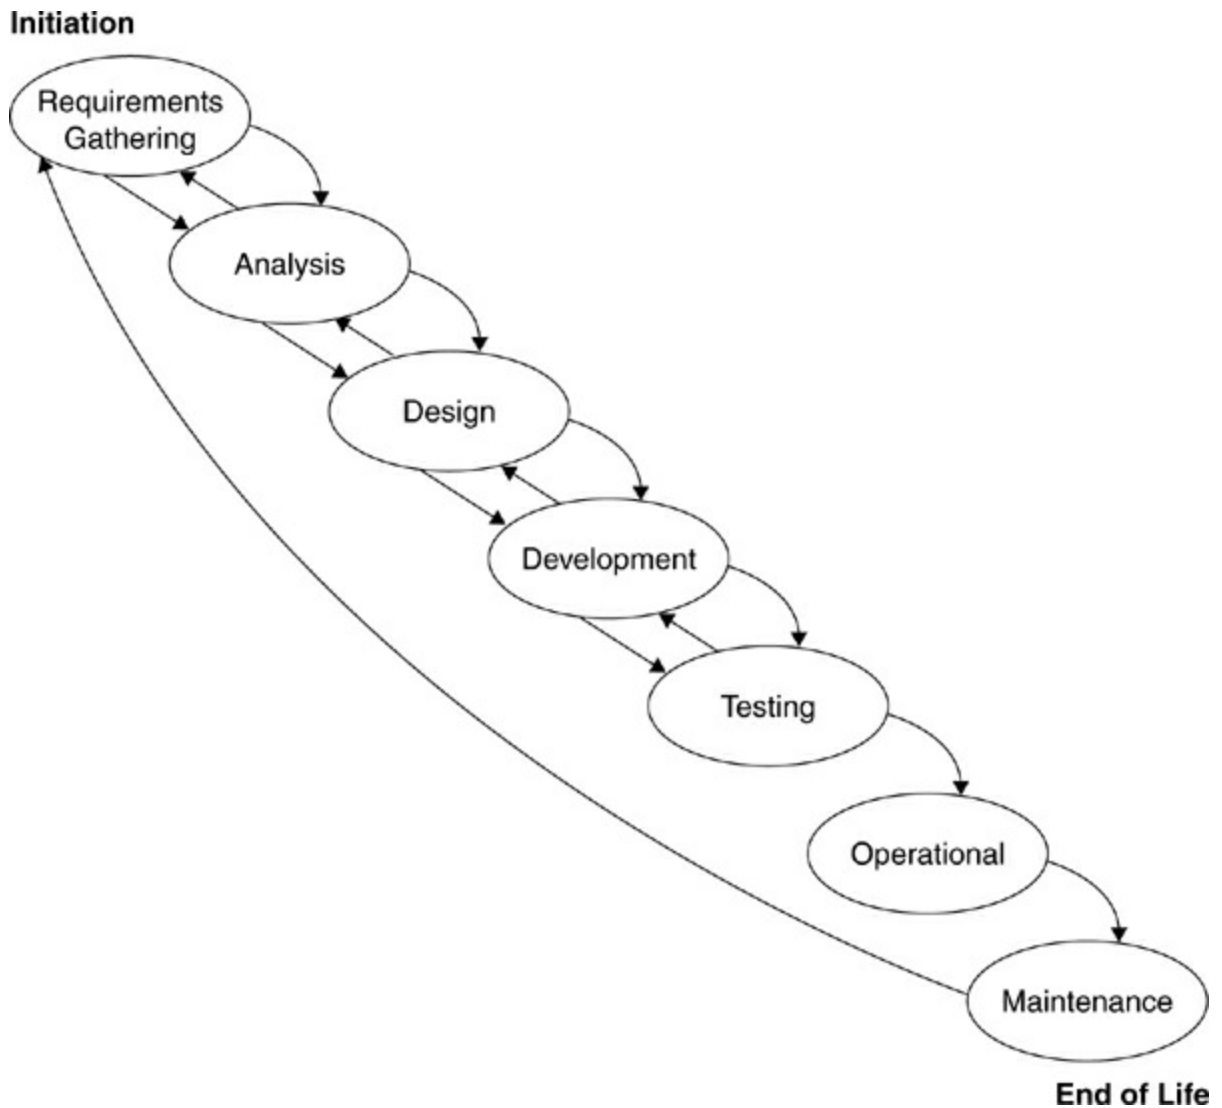 Initiation
Requirements
Gathering
Analysis
Design
Development
Testing
Operational
Maintenance
End of Life